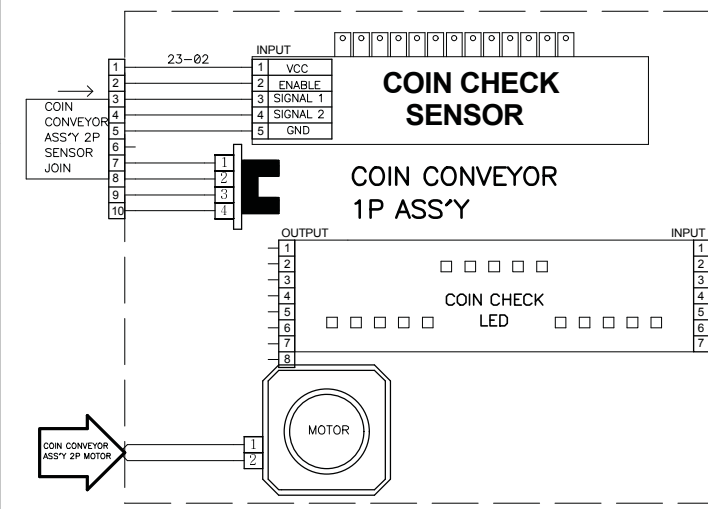 23-02
INPUT
1 VCC
2 ENABLE
3 SIGNAL 1
4 SIGNAL 2
5 GND
COIN CHECK
SENSOR
1
2
3
4
5
6
7
8
9
10
COIN
CONVEYOR
ASS'Y 2P
SENSOR
JOIN
1
2
3
4
COIN CONVEYOR
1P ASS'Y
OUTPUT
1
2
3
4
5
6
7
8
COIN CHECK
LED
INPUT
1
2
3
4
5
6
7
MOTOR
1
2
COIN CONVEYOR
ASS'Y 2P MOTOR